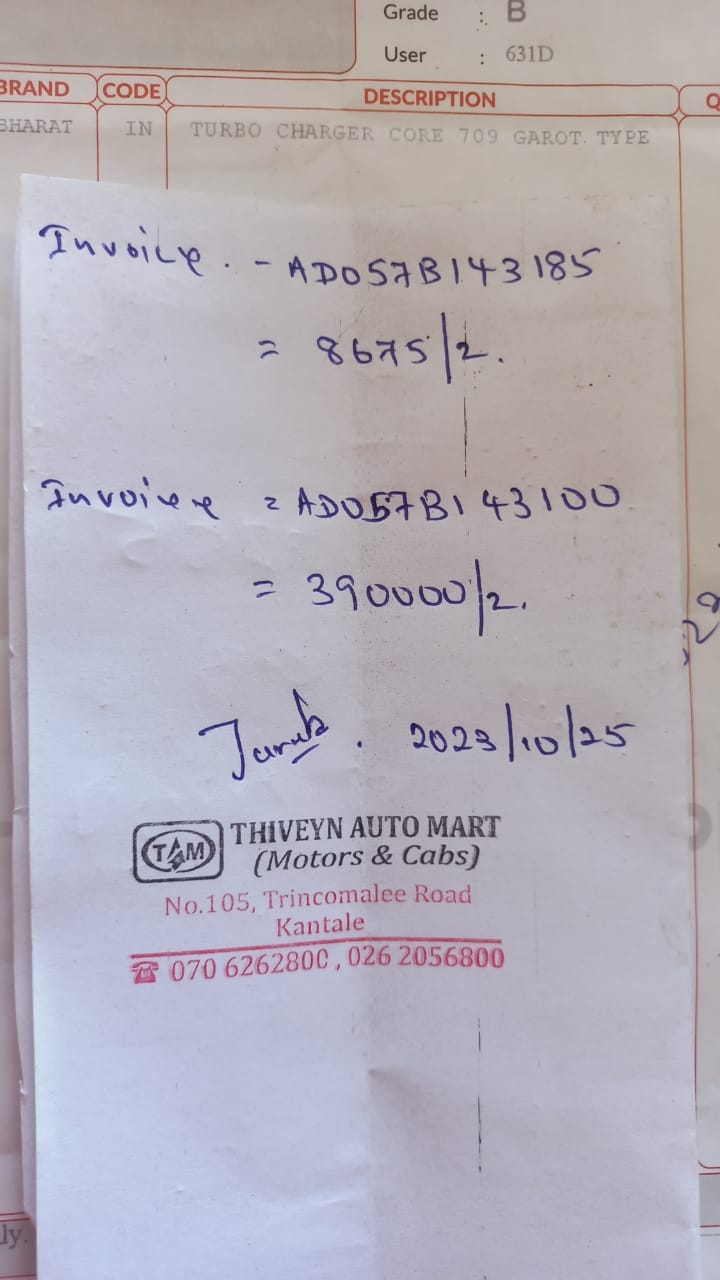 Grade : B
User : 631D
BRAND CODE DESCRIPTION Q
BHARAT IN TURBO CHARGER CORE 709 GAROT. TYPE
Invoice. - AD057B143185
= 8675/2.
Invoice = AD057B143100
= 390000/2.
2023/10/25
TAM THIVEYN AUTO MART
(Motors & Cabs)
No.105, Trincomalee Road
Kantale
☎ 070 6262800, 026 2056800
ly.